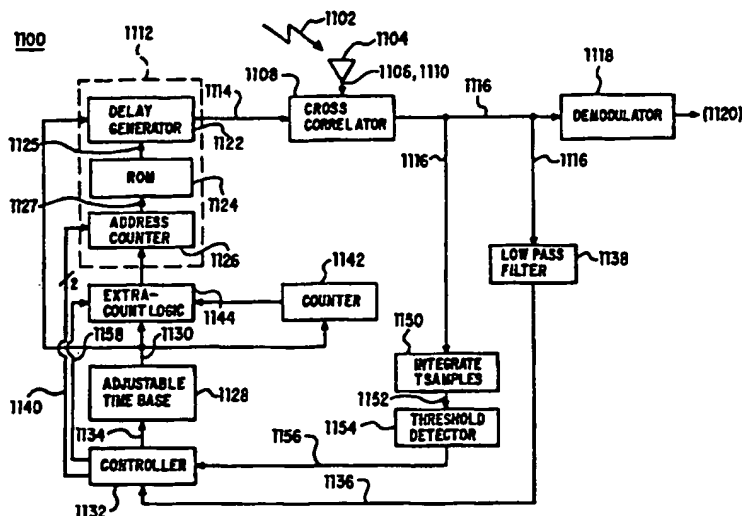 1100
1112
1102
1104
1106, 1110
1108
1114
1116
1118
DELAY
GENERATOR
CROSS
CORRELATOR
DEMODULATOR
(1120)
1122
1125
1116
1116
ROM
1124
1127
ADDRESS
COUNTER
1126
LOW PASS
FILTER
1138
2
1142
EXTRA-
COUNT LOGIC
COUNTER
1144
1158
1130
1150
INTEGRATE
T SAMPLES
1140
ADJUSTABLE
TIME BASE
1128
1152
1154
THRESHOLD
DETECTOR
1134
1156
CONTROLLER
1136
1132